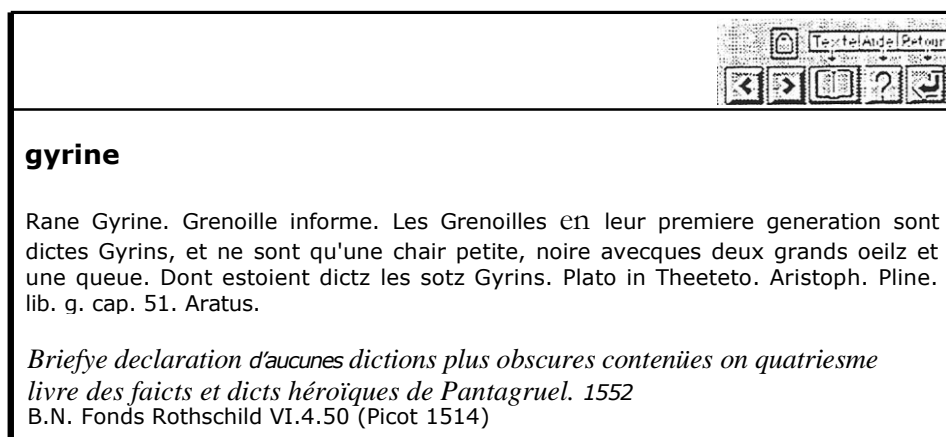 Texte Aide Retour
gyrine
Rane Gyrine. Grenoille informe. Les Grenoilles en leur premiere generation sont
dictes Gyrins, et ne sont qu'une chair petite, noire avecques deux grands oeilz et
une queue. Dont estoient dictz les sotz Gyrins. Plato in Theeteto. Aristoph. Pline.
lib. g. cap. 51. Aratus.
Briefye declaration d'aucunes dictions plus obscures contenües on quatriesme
livre des faicts et dicts héroïques de Pantagruel. 1552
B.N. Fonds Rothschild VI.4.50 (Picot 1514)